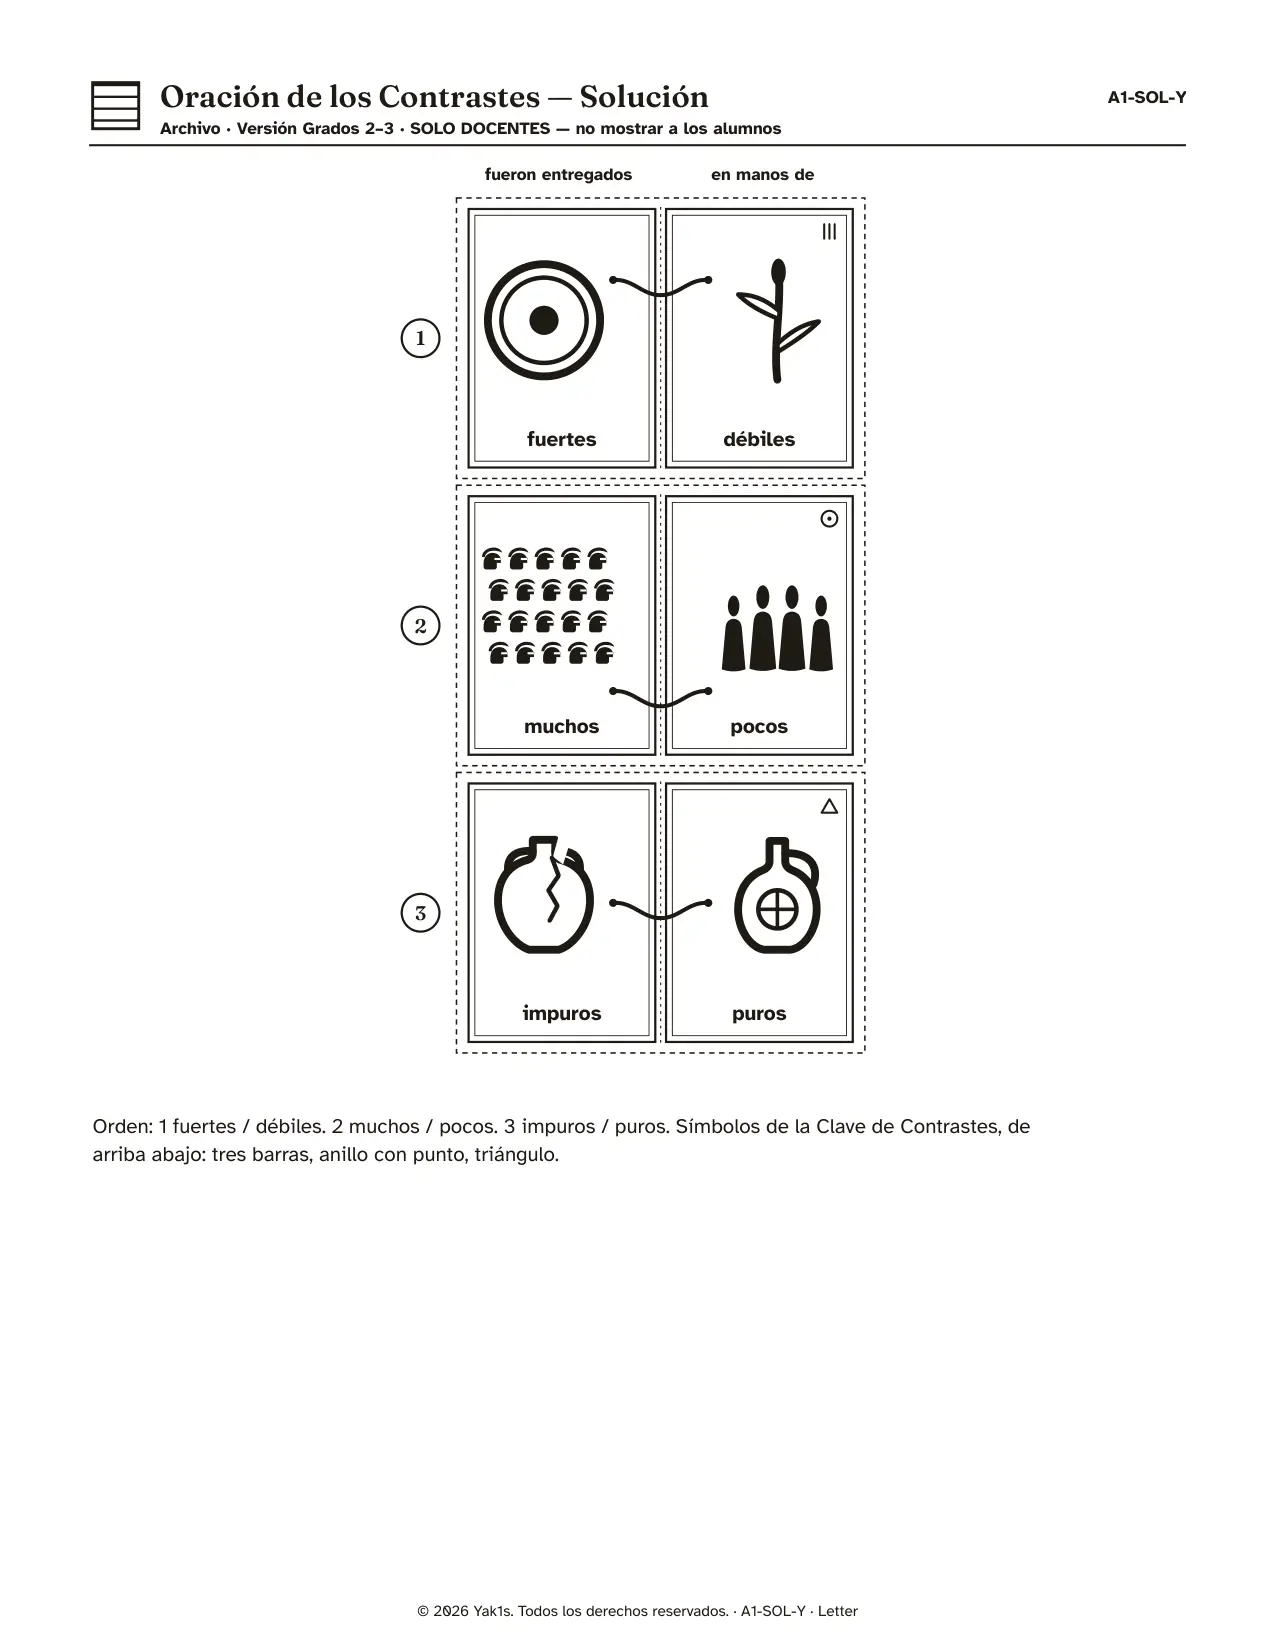 Oración de los Contrastes — Solución
A1-SOL-Y
Archivo · Versión Grados 2–3 · SOLO DOCENTES — no mostrar a los alumnos
fueron entregados
en manos de
1
fuertes
débiles
2
muchos
pocos
3
impuros
puros
Orden: 1 fuertes / débiles. 2 muchos / pocos. 3 impuros / puros. Símbolos de la Clave de Contrastes, de
arriba abajo: tres barras, anillo con punto, triángulo.
© 2026 Yak1s. Todos los derechos reservados. · A1-SOL-Y · Letter